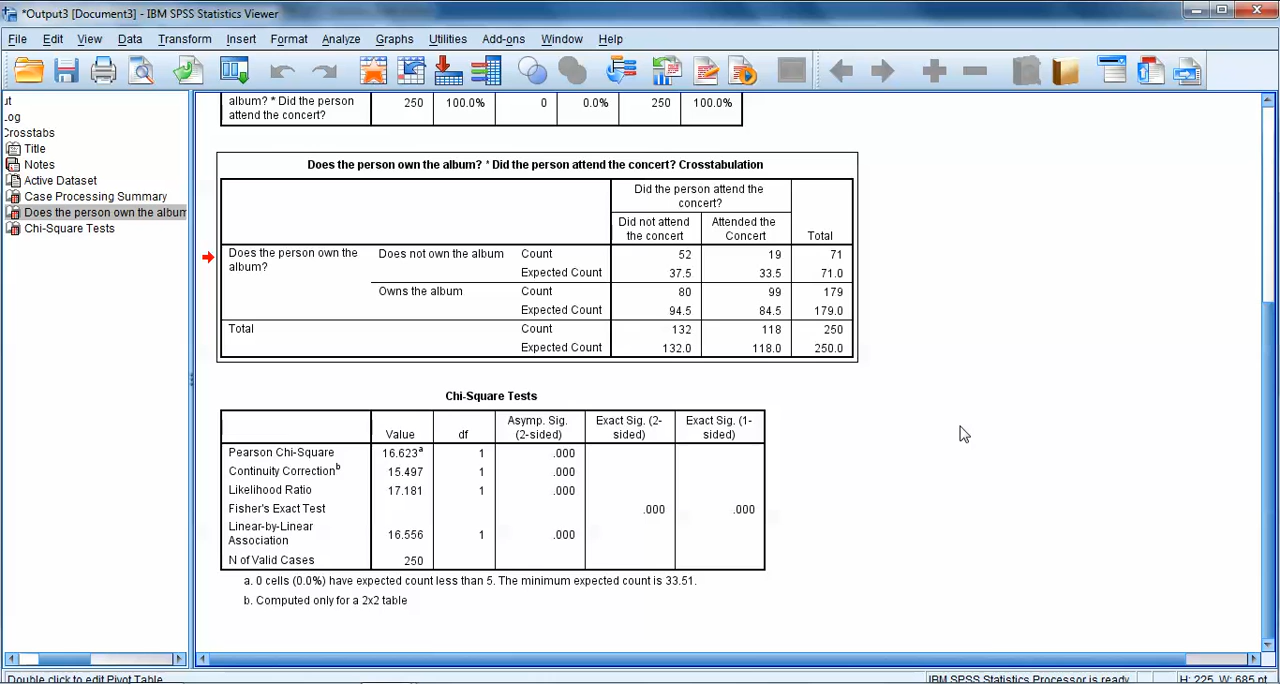 *Output3 [Document3] - IBM SPSS Statistics Viewer
File Edit View Data Transform Insert Format Analyze Graphs Utilities Add-ons Window Help
ut
Log
Crosstabs
Title
Notes
Active Dataset
Case Processing Summary
Does the person own the album
Chi-Square Tests
album? * Did the person
attend the concert?
250 100.0% 0 0.0% 250 100.0%
Does the person own the album? * Did the person attend the concert? Crosstabulation
Did the person attend the
concert?
Did not attend
the concert
Attended the
Concert
Total
Does the person own the
album?
Does not own the album Count 52 19 71
Expected Count 37.5 33.5 71.0
Owns the album Count 80 99 179
Expected Count 94.5 84.5 179.0
Total Count 132 118 250
Expected Count 132.0 118.0 250.0
Chi-Square Tests
Value df
Asymp. Sig.
(2-sided)
Exact Sig. (2-
sided)
Exact Sig. (1-
sided)
Pearson Chi-Square 16.623a 1 .000
Continuity Correctionb 15.497 1 .000
Likelihood Ratio 17.181 1 .000
Fisher's Exact Test .000 .000
Linear-by-Linear
Association
16.556 1 .000
N of Valid Cases 250
a. 0 cells (0.0%) have expected count less than 5. The minimum expected count is 33.51.
b. Computed only for a 2x2 table
Double click to edit Pivot Table
IBM SPSS Statistics Processor is ready
H: 225, W: 685 pt